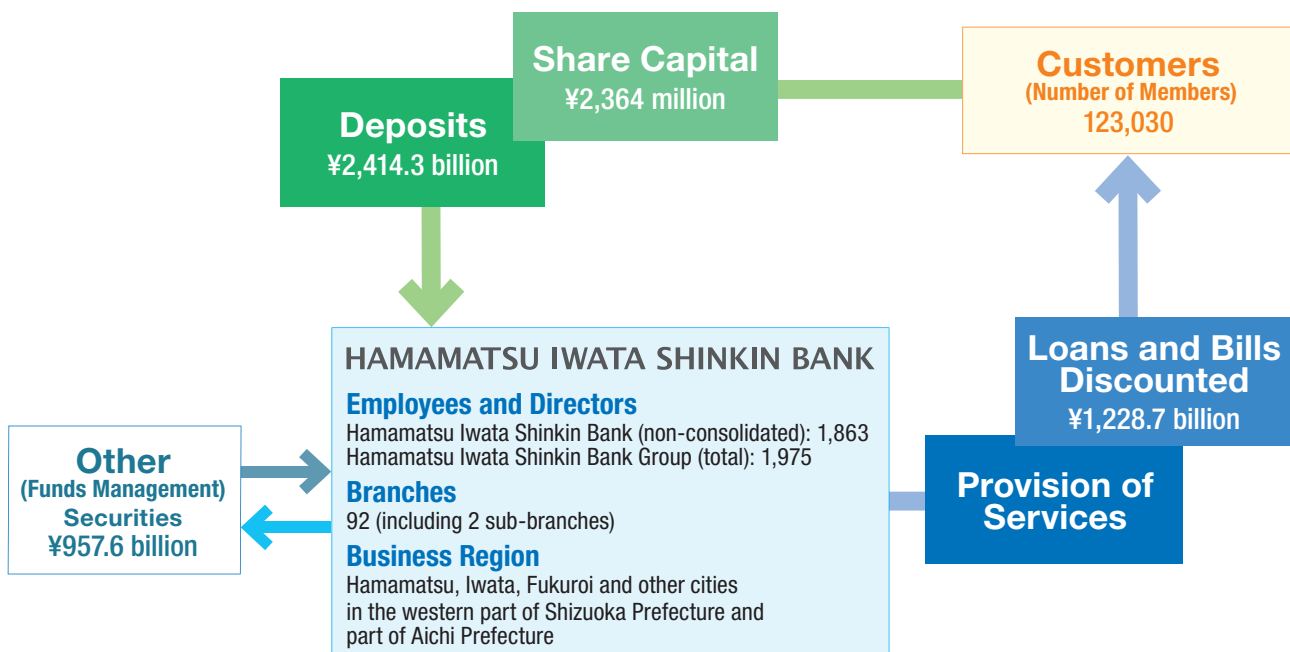 Share Capital
¥2,364 million
Customers
(Number of Members)
123,030
Deposits
¥2,414.3 billion
HAMAMATSU IWATA SHINKIN BANK
Employees and Directors
Hamamatsu Iwata Shinkin Bank (non-consolidated): 1,863
Hamamatsu Iwata Shinkin Bank Group (total): 1,975
Branches
92 (including 2 sub-branches)
Business Region
Hamamatsu, Iwata, Fukuroi and other cities
in the western part of Shizuoka Prefecture and
part of Aichi Prefecture
Other
(Funds Management)
Securities
¥957.6 billion
Loans and Bills
Discounted
¥1,228.7 billion
Provision of
Services